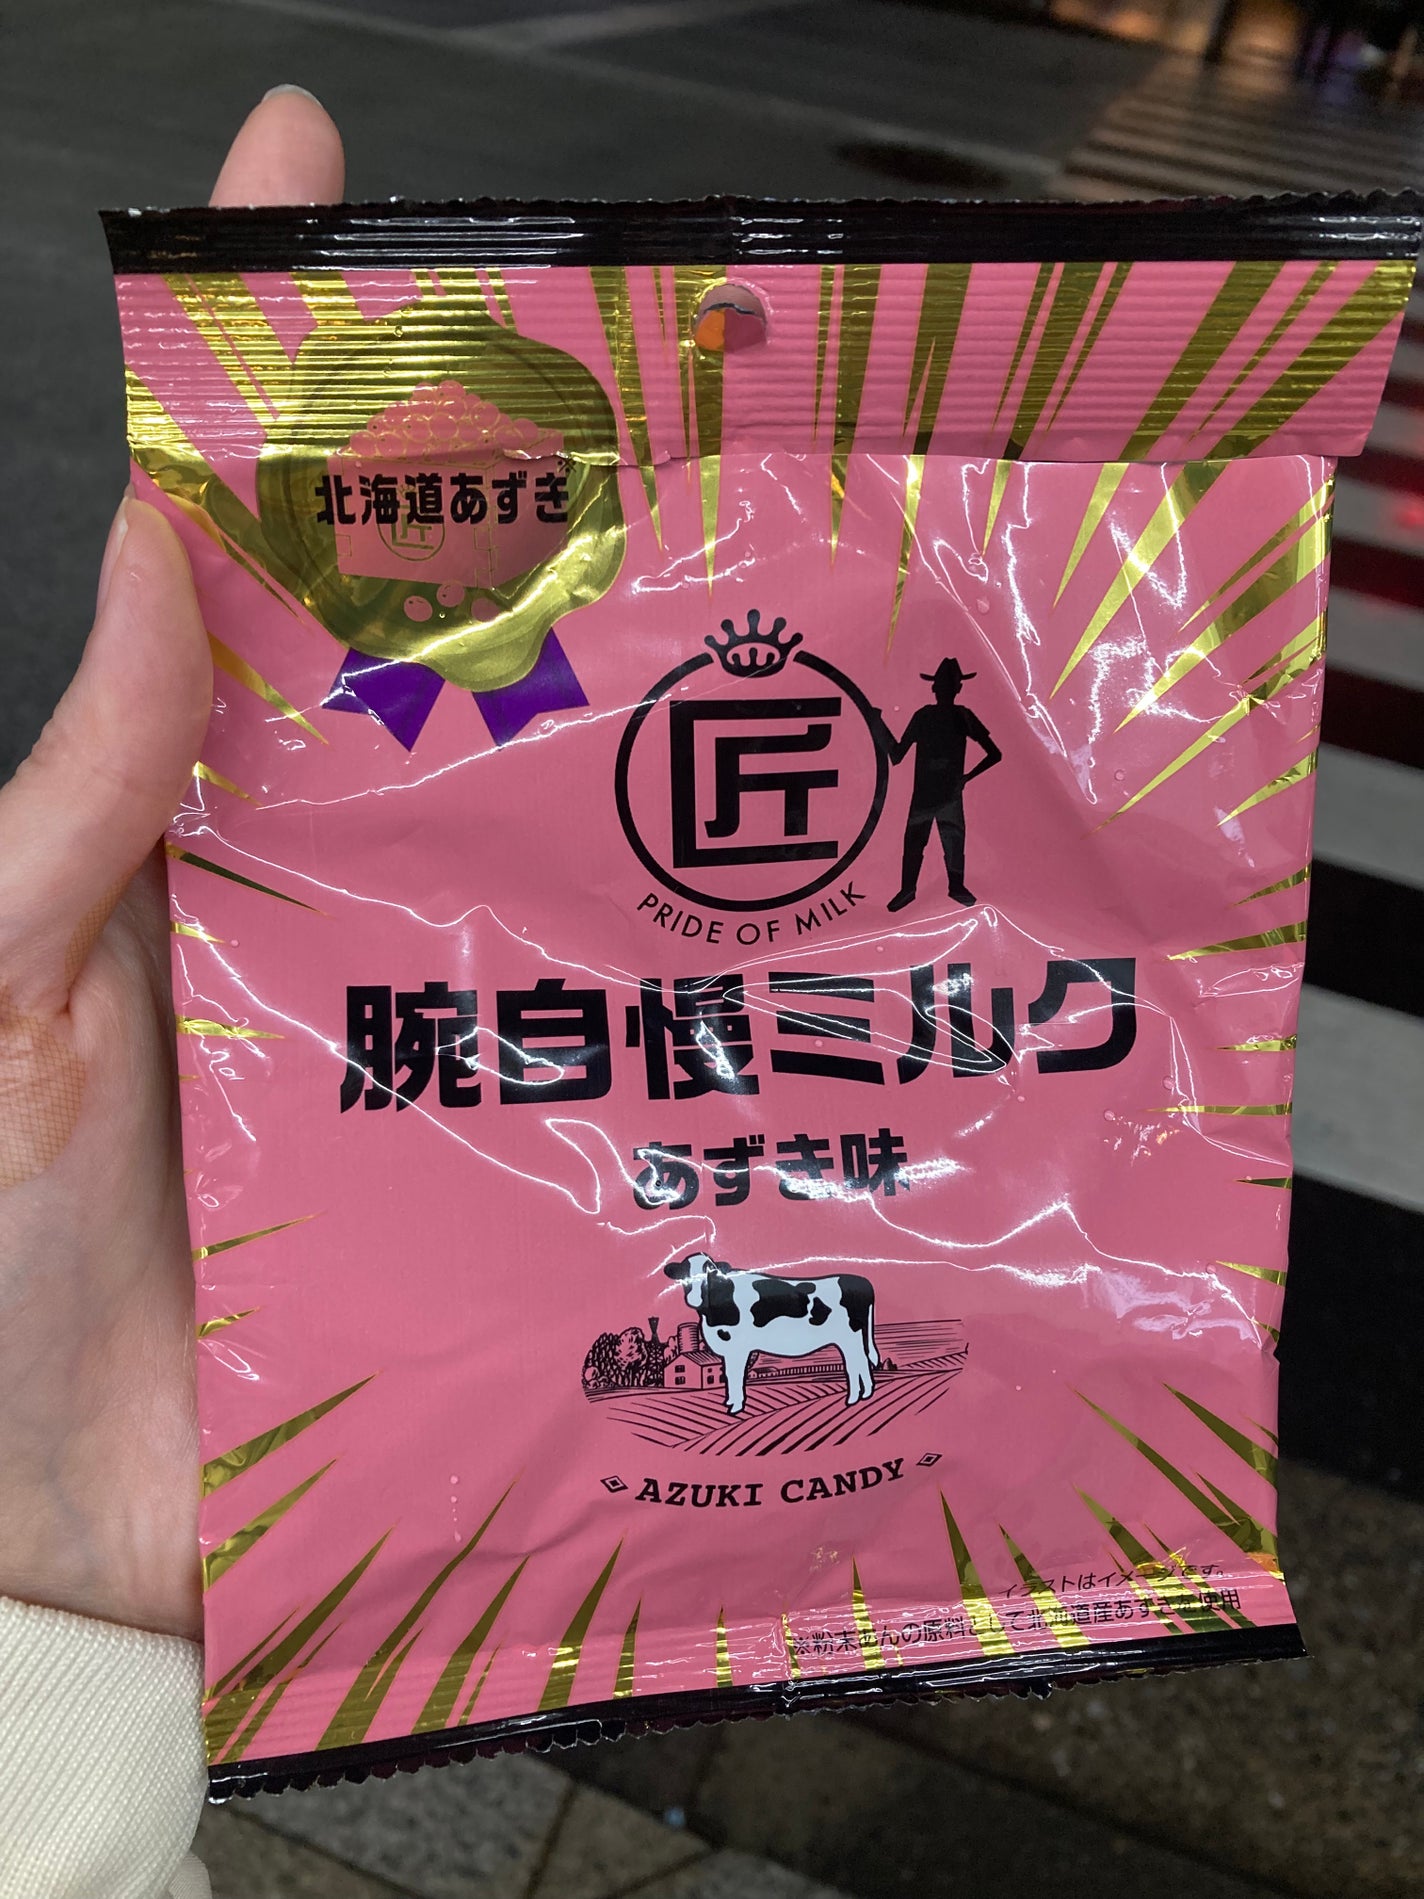 北海道あずき※
匠
匠
PRIDE OF MILK
腕自慢ミルク
あずき味
AZUKI CANDY
イラストはイメージです。
※粉末あんの原料として北海道産あずきを使用